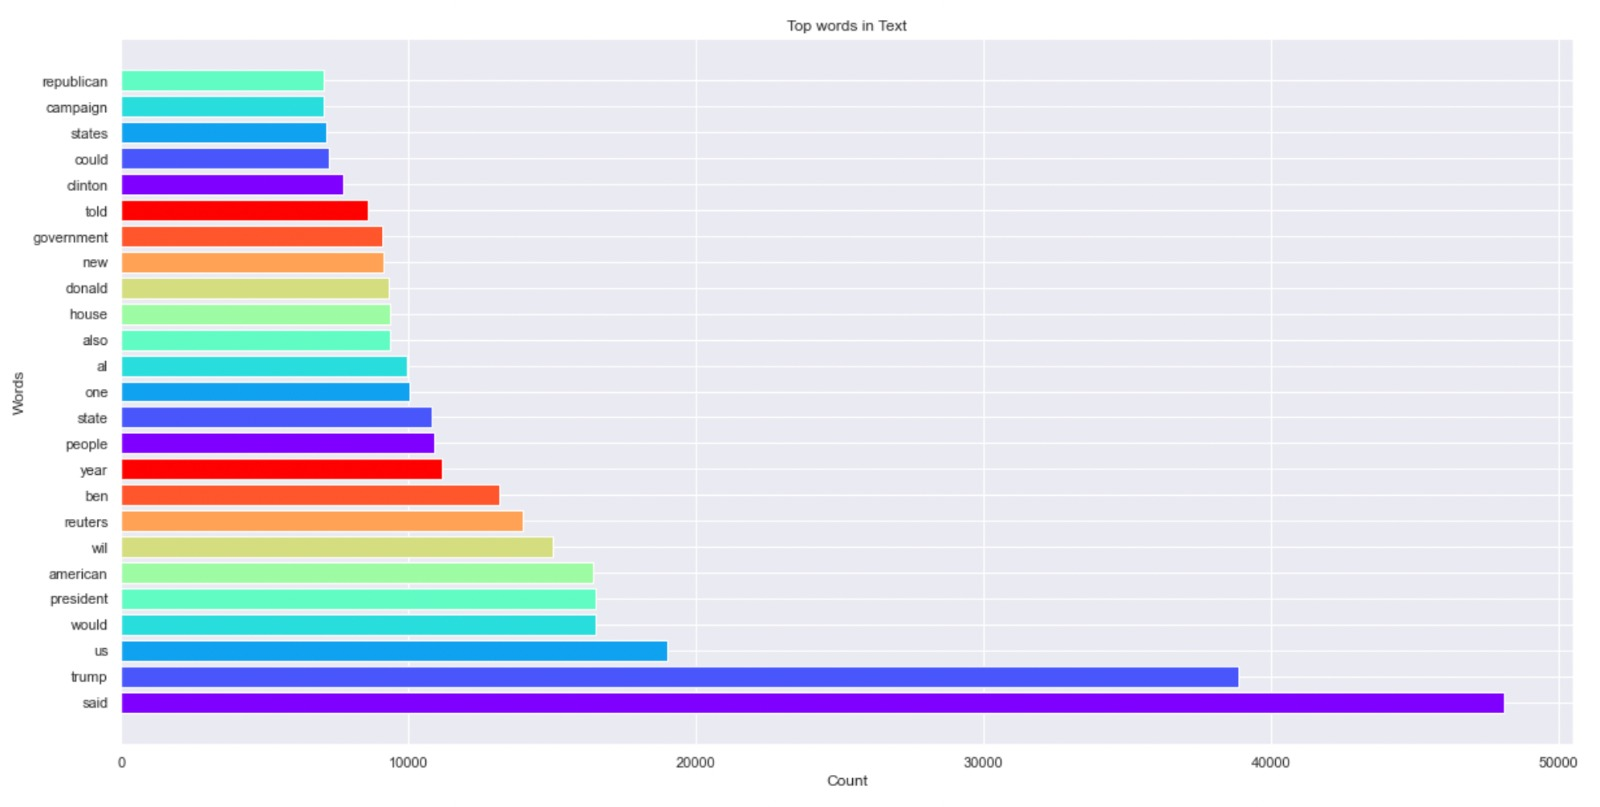 Top words in Text
republican
campaign
states
could
clinton
told
government
new
donald
house
also
al
one
state
people
year
ben
reuters
wil
american
president
would
us
trump
said
Words
0 10000 20000 30000 40000 50000
Count